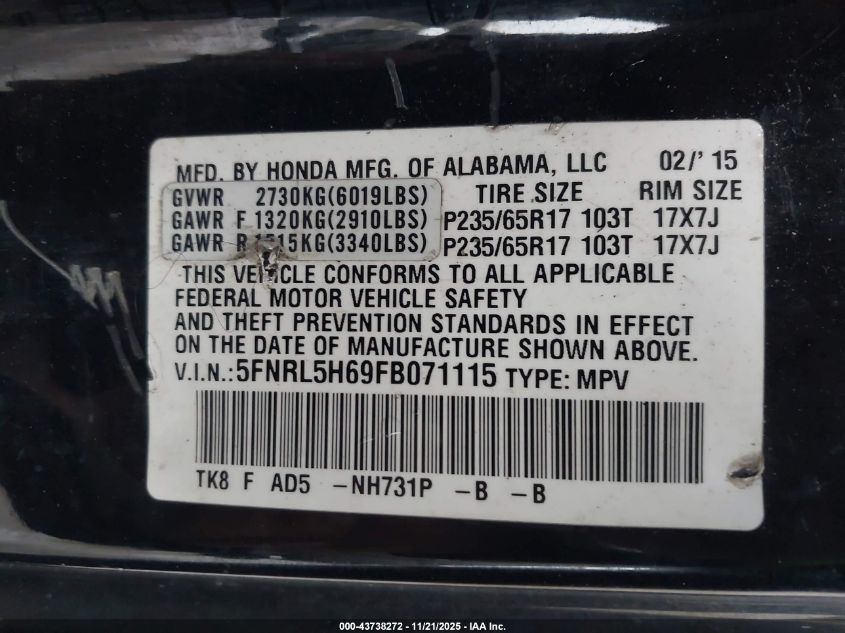 MFD. BY HONDA MFG. OF ALABAMA, LLC 02/' 15
GVWR 2730KG(6019LBS) TIRE SIZE RIM SIZE
GAWR F 1320KG(2910LBS) P235/65R17 103T 17X7J
GAWR R (3340LBS) P235/65R17 103T 17X7J
THIS VEHICLE CONFORMS TO ALL APPLICABLE
FEDERAL MOTOR VEHICLE SAFETY
AND THEFT PREVENTION STANDARDS IN EFFECT
ON THE DATE OF MANUFACTURE SHOWN ABOVE.
V.I.N.: 5FNRL5H69FB071115 TYPE: MPV
TK8 F AD5 -NH731P -B -B
000-43738272 - 11/21/2025 - IAA Inc.